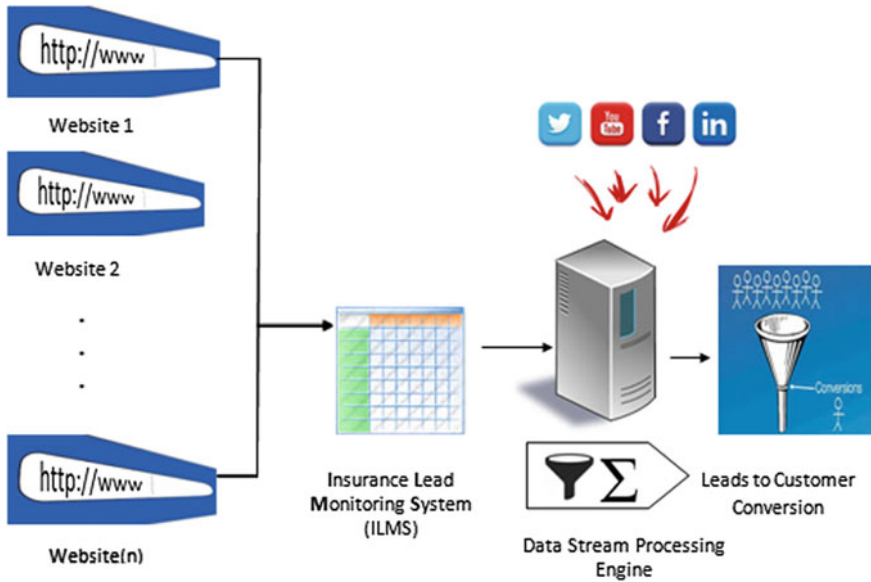 http://www
Website 1
http://www
Website 2
http://www
Website(n)
Insurance Lead
Monitoring System
(ILMS)
You
Tube
f
in
Σ
Data Stream Processing
Engine
Conversions
Leads to Customer
Conversion